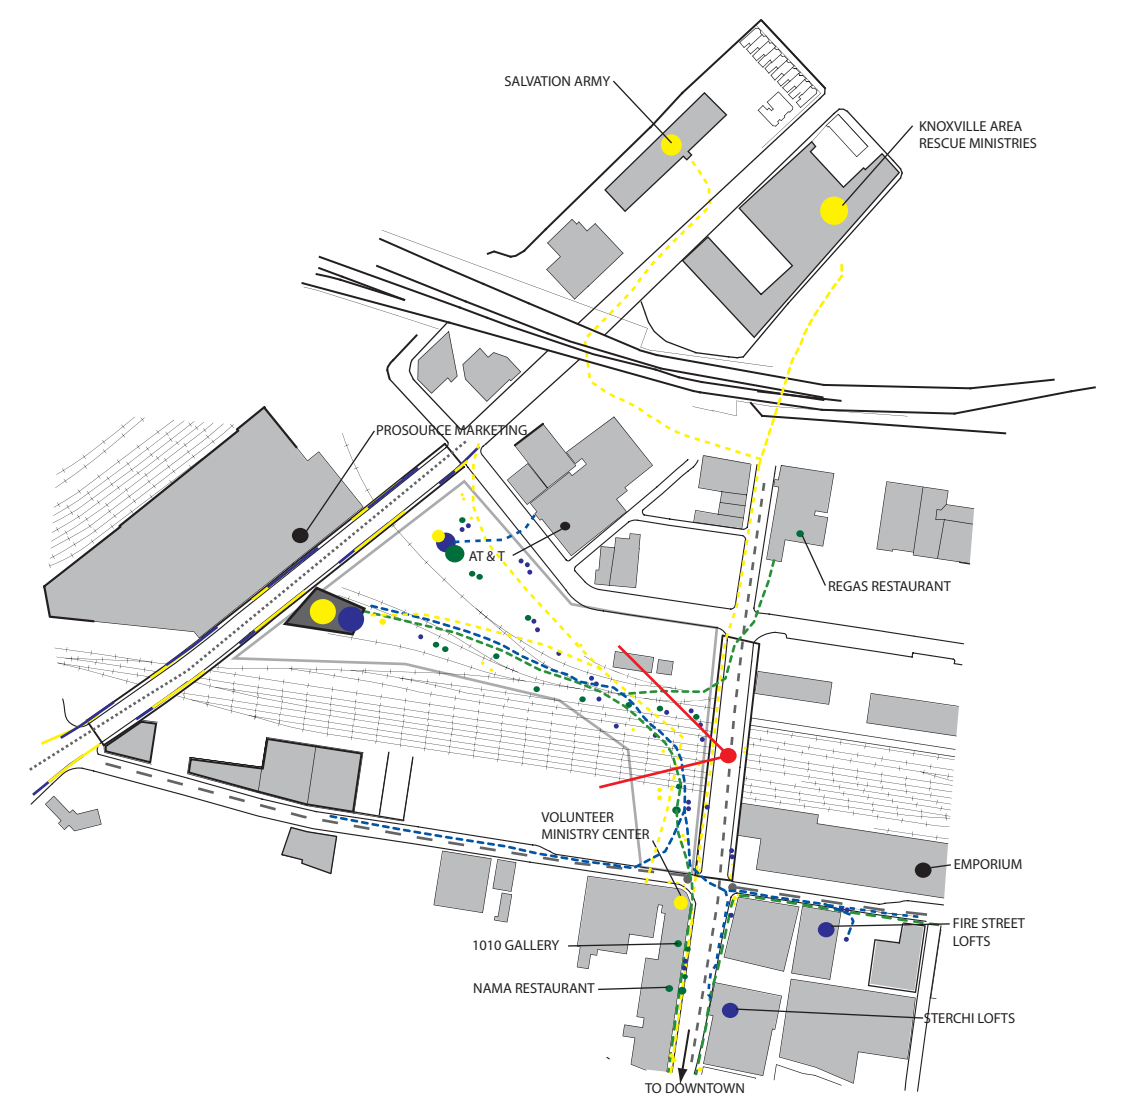 SALVATION ARMY
KNOXVILLE AREA
RESCUE MINISTRIES
PROSOURCE MARKETING
AT & T
REGAS RESTAURANT
VOLUNTEER
MINISTRY CENTER
EMPORIUM
1010 GALLERY
FIRE STREET
LOFTS
NAMA RESTAURANT
STERCHI LOFTS
TO DOWNTOWN